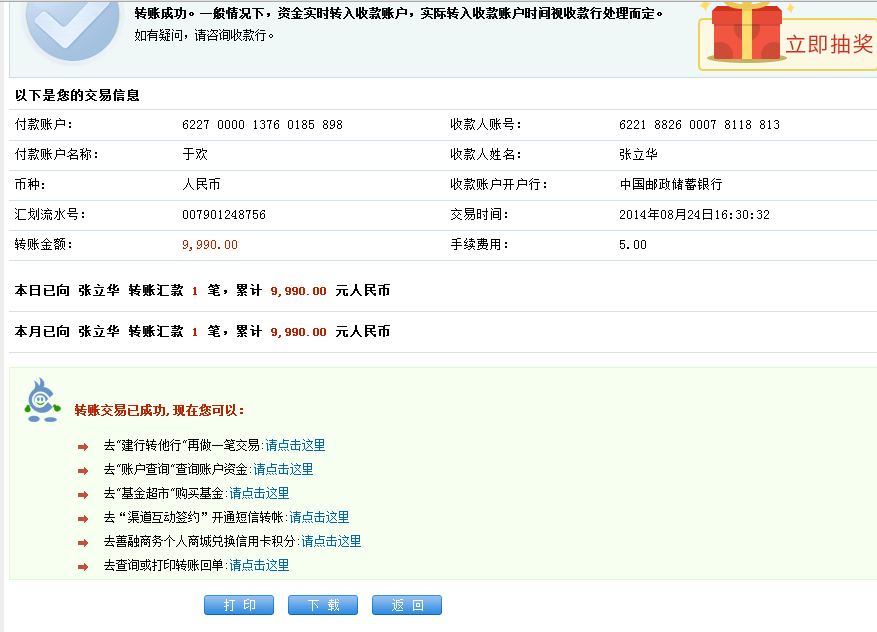 转账成功。一般情况下，资金实时转入收款账户，实际转入收款账户时间视收款行处理而定。
如有疑问，请咨询收款行。
立即抽奖
以下是您的交易信息
付款账户： 6227 0000 1376 0185 898 收款人账号： 6221 8826 0007 8118 813
付款账户名称： 于欢 收款人姓名： 张立华
币种： 人民币 收款账户开户行： 中国邮政储蓄银行
汇划流水号： 007901248756 交易时间： 2014年08月24日16:30:32
转账金额： 9,990.00 手续费用： 5.00
本日已向 张立华 转账汇款 1 笔，累计 9,990.00 元人民币
本月已向 张立华 转账汇款 1 笔，累计 9,990.00 元人民币
转账交易已成功,现在您可以：
去"建行转他行"再做一笔交易:请点击这里
去"账户查询"查询账户资金:请点击这里
去"基金超市"购买基金:请点击这里
去“渠道互动签约”开通短信转帐:请点击这里
去善融商务个人商城兑换信用卡积分:请点击这里
去查询或打印转账回单:请点击这里
打 印 下 载 返 回